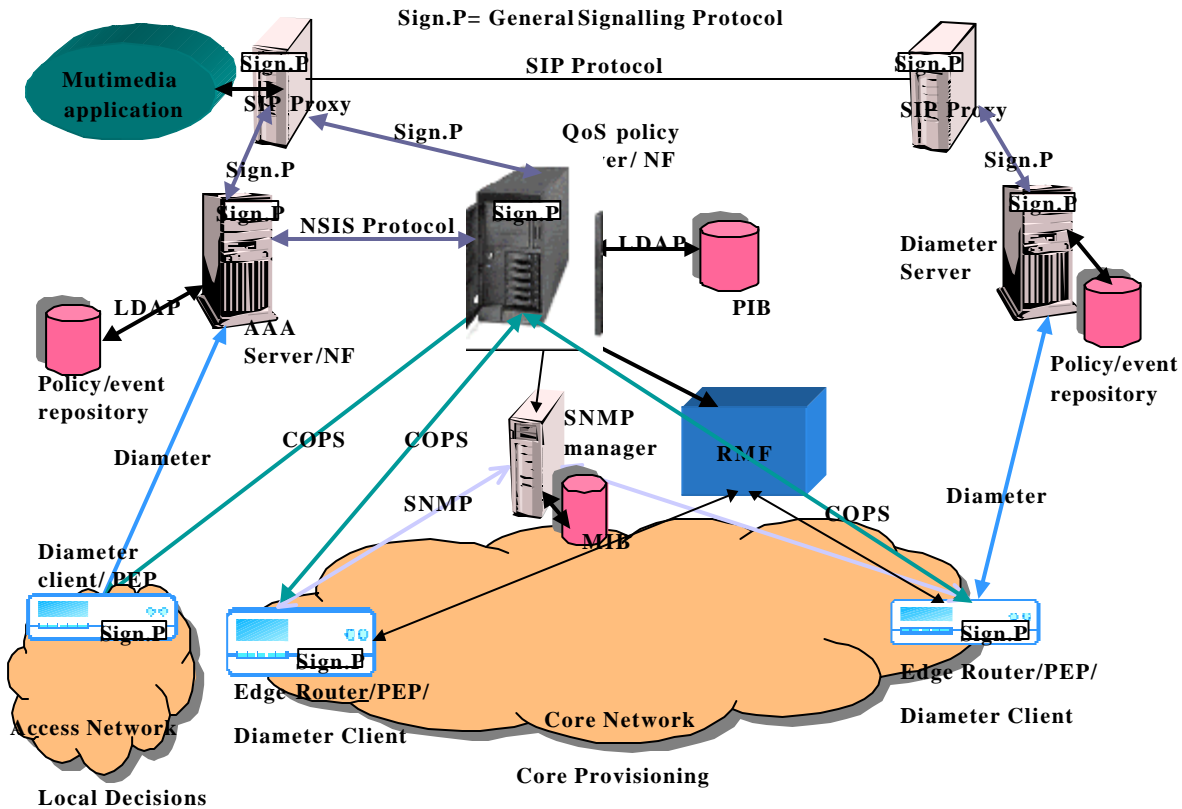 Sign.P= General Signalling Protocol
Sign.P
Mutimedia
application
SIP Proxy
SIP Protocol
Sign.P
SIP Proxy
Sign.P
QoS policy
ver/ NF
Sign.P
Sign.P
Sign.P
Sign.P
NSIS Protocol
LDAP
Sign.P
Diameter
Server
LDAP
PIB
AAA
Server/NF
Policy/event
repository
Policy/event
repository
COPS
COPS
SNMP
manager
RMF
Diameter
SNMP
Diameter
COPS
MIB
Diameter
client/ PEP
Sign.P
Sign.P
Sign.P
Edge Router/PEP/
Diameter Client
Edge Router/PEP/
Diameter Client
Access Network
Core Network
Core Provisioning
Local Decisions